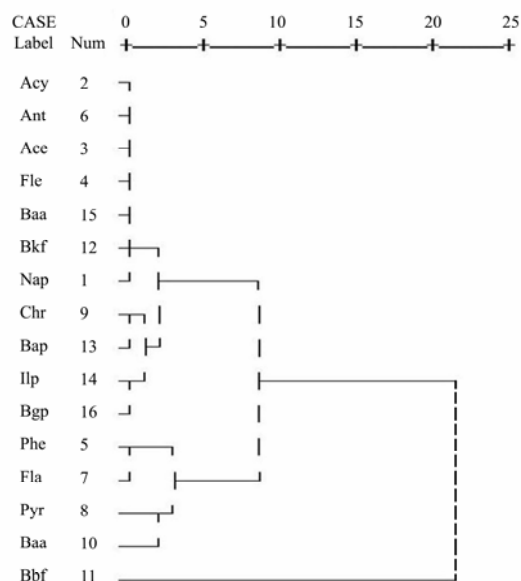 CASE 0 5 10 15 20 25
Label Num
Acy 2
Ant 6
Ace 3
Fle 4
Baa 15
Bkf 12
Nap 1
Chr 9
Bap 13
Ilp 14
Bgp 16
Phe 5
Fla 7
Pyr 8
Baa 10
Bbf 11